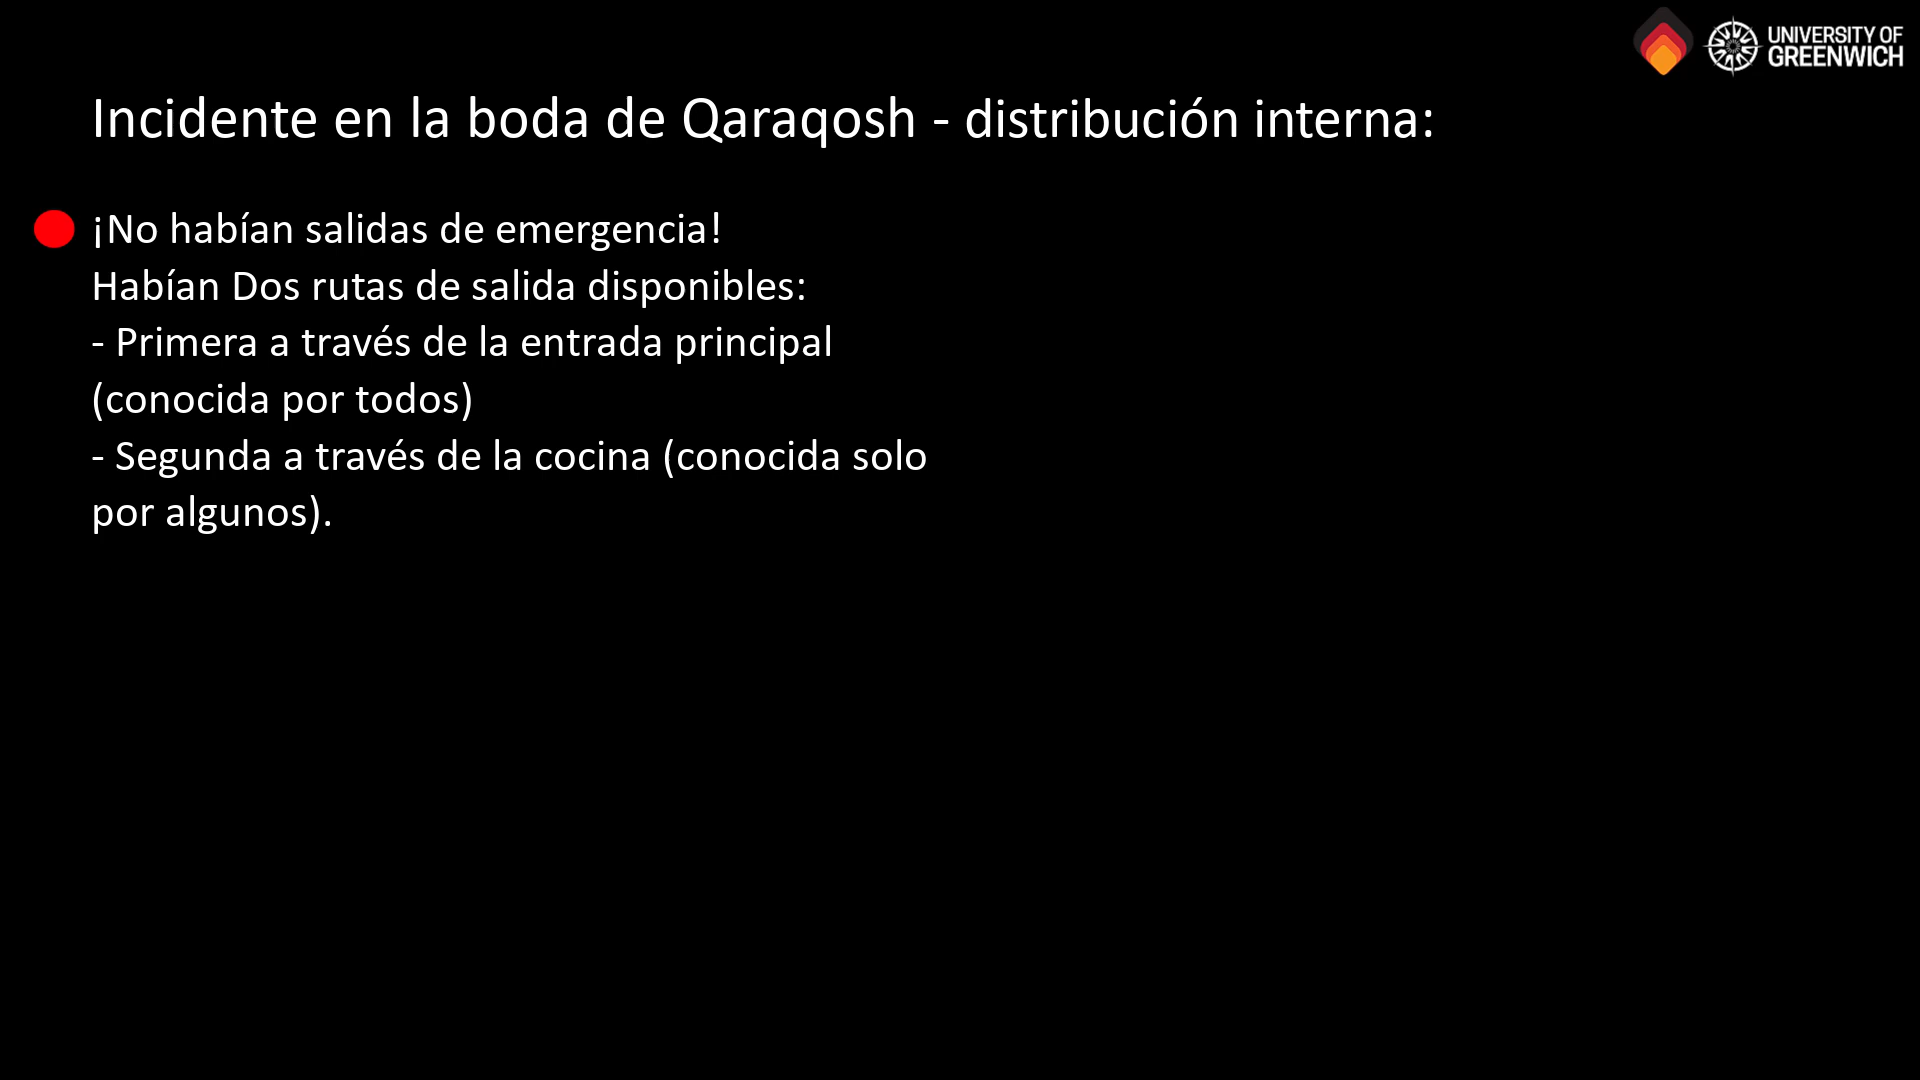 UNIVERSITY OF
GREENWICH
Incidente en la boda de Qaraqosh - distribución interna:
¡No habían salidas de emergencia!
Habían Dos rutas de salida disponibles:
- Primera a través de la entrada principal
(conocida por todos)
- Segunda a través de la cocina (conocida solo
por algunos).